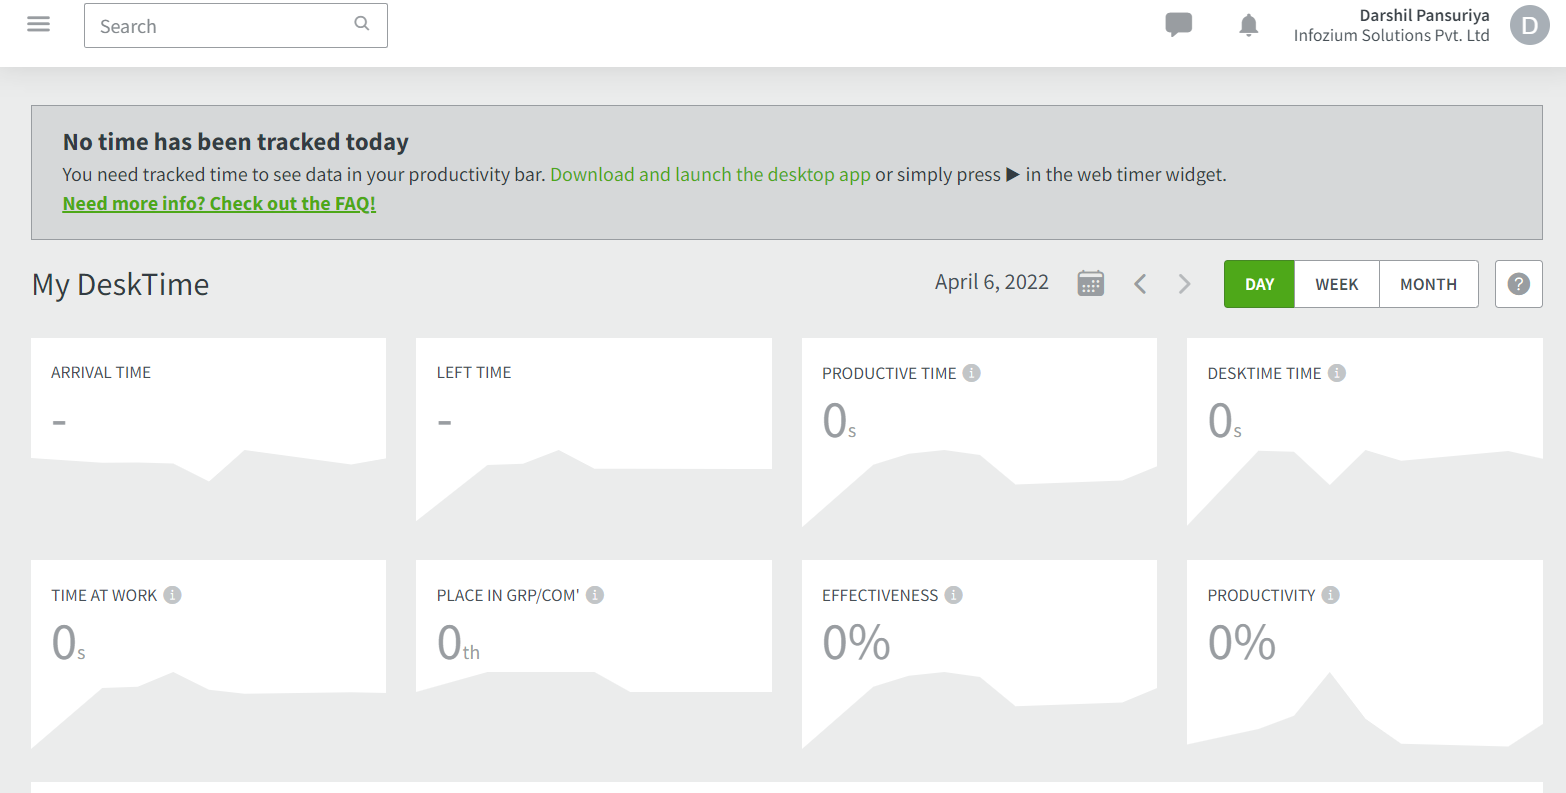 Search
Darshil Pansuriya
Infozium Solutions Pvt. Ltd
D
No time has been tracked today
You need tracked time to see data in your productivity bar. Download and launch the desktop app or simply press ▶ in the web timer widget.
Need more info? Check out the FAQ!
My DeskTime
April 6, 2022
DAY
WEEK
MONTH
?
ARRIVAL TIME
-
LEFT TIME
-
PRODUCTIVE TIME i
0s
DESKTIME TIME i
0s
TIME AT WORK i
0s
PLACE IN GRP/COM' i
0th
EFFECTIVENESS i
0%
PRODUCTIVITY i
0%